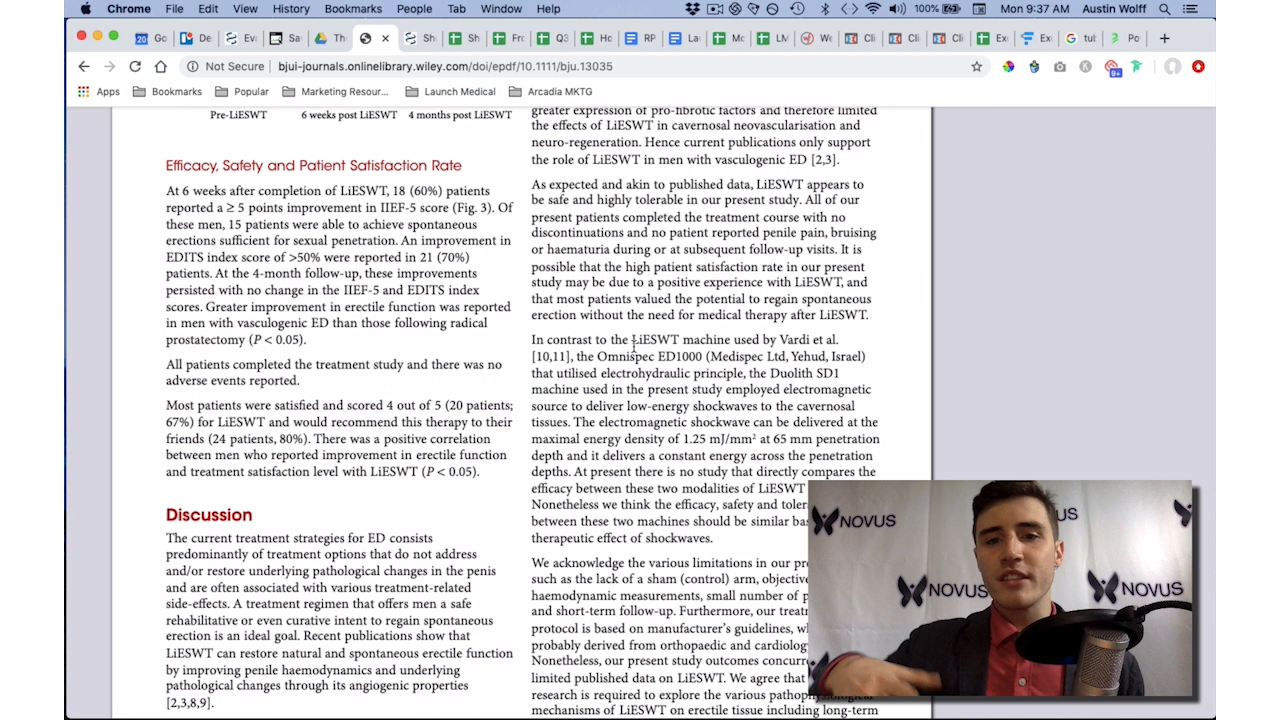 Chrome File Edit View History Bookmarks People Tab Window Help 100% Mon 9:37 AM Austin Wolff
20 Go De Ev Sa Th Sh Sh Fr Q3 Ho RP La Mo LM We Cli Cli Cli Ex Ex tul Po
Not Secure bjui-journals.onlinelibrary.wiley.com/doi/epdf/10.1111/bju.13035 9+
Apps Bookmarks Popular Marketing Resour... Launch Medical Arcadia MKTG
Pre-LiESWT 6 weeks post LiESWT 4 months post LiESWT
Efficacy, Safety and Patient Satisfaction Rate
At 6 weeks after completion of LiESWT, 18 (60%) patients
reported a ≥ 5 points improvement in IIEF-5 score (Fig. 3). Of
these men, 15 patients were able to achieve spontaneous
erections sufficient for sexual penetration. An improvement in
EDITS index score of >50% were reported in 21 (70%)
patients. At the 4-month follow-up, these improvements
persisted with no change in the IIEF-5 and EDITS index
scores. Greater improvement in erectile function was reported
in men with vasculogenic ED than those following radical
prostatectomy (P < 0.05).
All patients completed the treatment study and there was no
adverse events reported.
Most patients were satisfied and scored 4 out of 5 (20 patients;
67%) for LiESWT and would recommend this therapy to their
friends (24 patients, 80%). There was a positive correlation
between men who reported improvement in erectile function
and treatment satisfaction level with LiESWT (P < 0.05).
Discussion
The current treatment strategies for ED consists
predominantly of treatment options that do not address
and/or restore underlying pathological changes in the penis
and are often associated with various treatment-related
side-effects. A treatment regimen that offers men a safe
rehabilitative or even curative intent to regain spontaneous
erection is an ideal goal. Recent publications show that
LiESWT can restore natural and spontaneous erectile function
by improving penile haemodynamics and underlying
pathological changes through its angiogenic properties
[2,3,8,9].
greater expression of pro-fibrotic factors and therefore limited
the effects of LiESWT in cavernosal neovascularisation and
neuro-regeneration. Hence current publications only support
the role of LiESWT in men with vasculogenic ED [2,3].
As expected and akin to published data, LiESWT appears to
be safe and highly tolerable in our present study. All of our
present patients completed the treatment course with no
discontinuations and no patient reported penile pain, bruising
or haematuria during or at subsequent follow-up visits. It is
possible that the high patient satisfaction rate in our present
study may be due to a positive experience with LiESWT, and
that most patients valued the potential to regain spontaneous
erection without the need for medical therapy after LiESWT.
In contrast to the LiESWT machine used by Vardi et al.
[10,11], the Omnispec ED1000 (Medispec Ltd, Yehud, Israel)
that utilised electrohydraulic principle, the Duolith SD1
machine used in the present study employed electromagnetic
source to deliver low-energy shockwaves to the cavernosal
tissues. The electromagnetic shockwave can be delivered at the
maximal energy density of 1.25 mJ/mm² at 65 mm penetration
depth and it delivers a constant energy across the penetration
depths. At present there is no study that directly compares the
efficacy between these two modalities of LiESWT
Nonetheless we think the efficacy, safety and toler
between these two machines should be similar bas
therapeutic effect of shockwaves.
We acknowledge the various limitations in our pr
such as the lack of a sham (control) arm, objective
haemodynamic measurements, small number of p
and short-term follow-up. Furthermore, our treat
protocol is based on manufacturer's guidelines, wh
probably derived from orthopaedic and cardiology
Nonetheless, our present study outcomes concurre
limited published data on LiESWT. We agree that
research is required to explore the various pathophysiological
mechanisms of LiESWT on erectile tissue including long-term
NOVUS
US
NOVUS
NOVUS